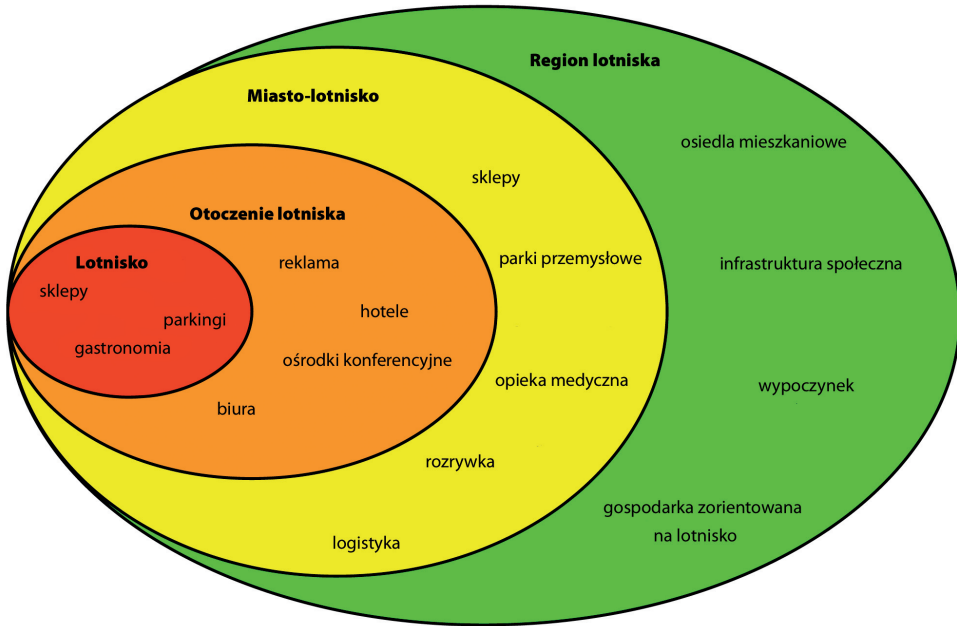 Region lotniska
Miasto-lotnisko
osiedla mieszkaniowe
sklepy
Otoczenie lotniska
parki przemysłowe
Lotnisko
reklama
infrastruktura społeczna
sklepy
hotele
parkingi
gastronomia
ośrodki konferencyjne
opieka medyczna
wypoczynek
biura
rozrywka
gospodarka zorientowana
na lotnisko
logistyka